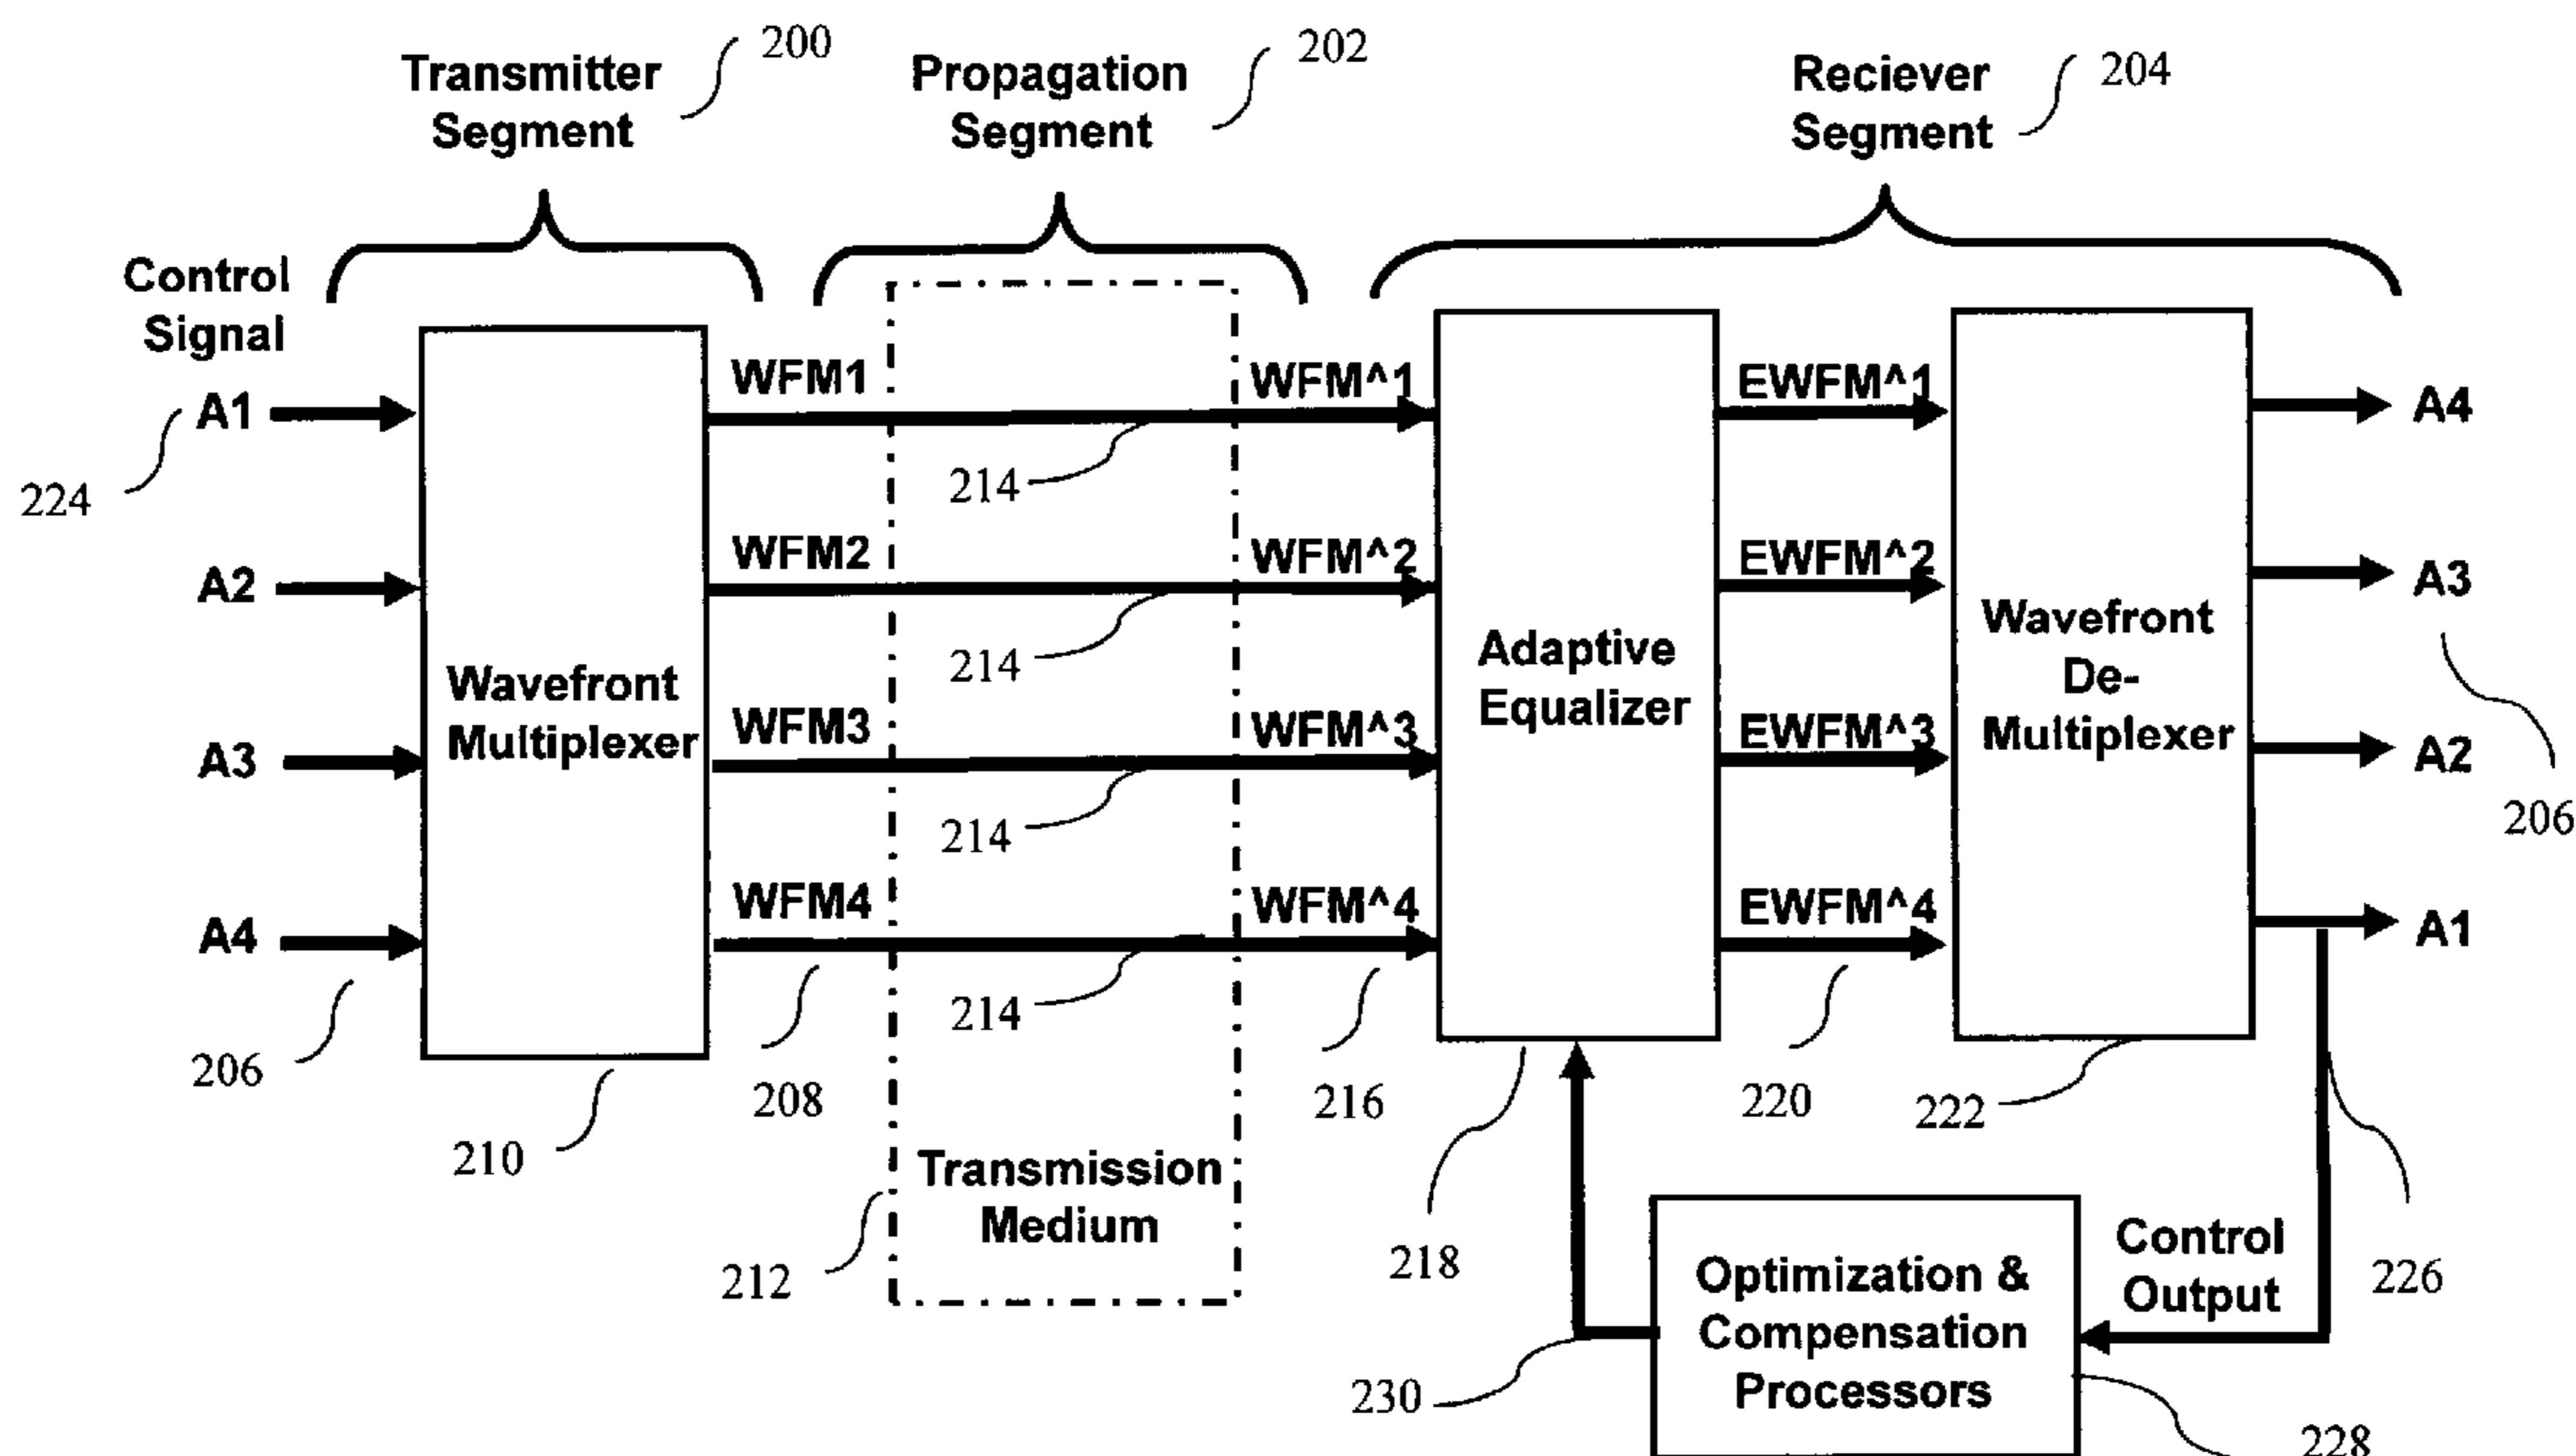 200
Transmitter
Segment
202
Propagation
Segment
204
Reciever
Segment
Control
Signal
A1
224
A2
A3
A4
206
Wavefront
Multiplexer
210
WFM1
WFM2
WFM3
WFM4
208
214
214
214
214
Transmission
Medium
212
WFM^1
WFM^2
WFM^3
WFM^4
216
Adaptive
Equalizer
218
EWFM^1
EWFM^2
EWFM^3
EWFM^4
220
Wavefront
De-
Multiplexer
222
A4
A3
A2
A1
206
226
Control
Output
Optimization &
Compensation
Processors
230
228